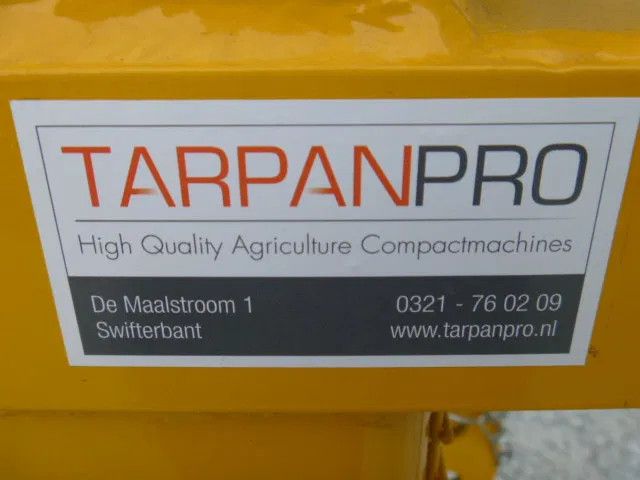 TARPANPRO
High Quality Agriculture Compactmachines
De Maalstroom 1 0321 - 76 02 09
Swifterbant www.tarpanpro.nl